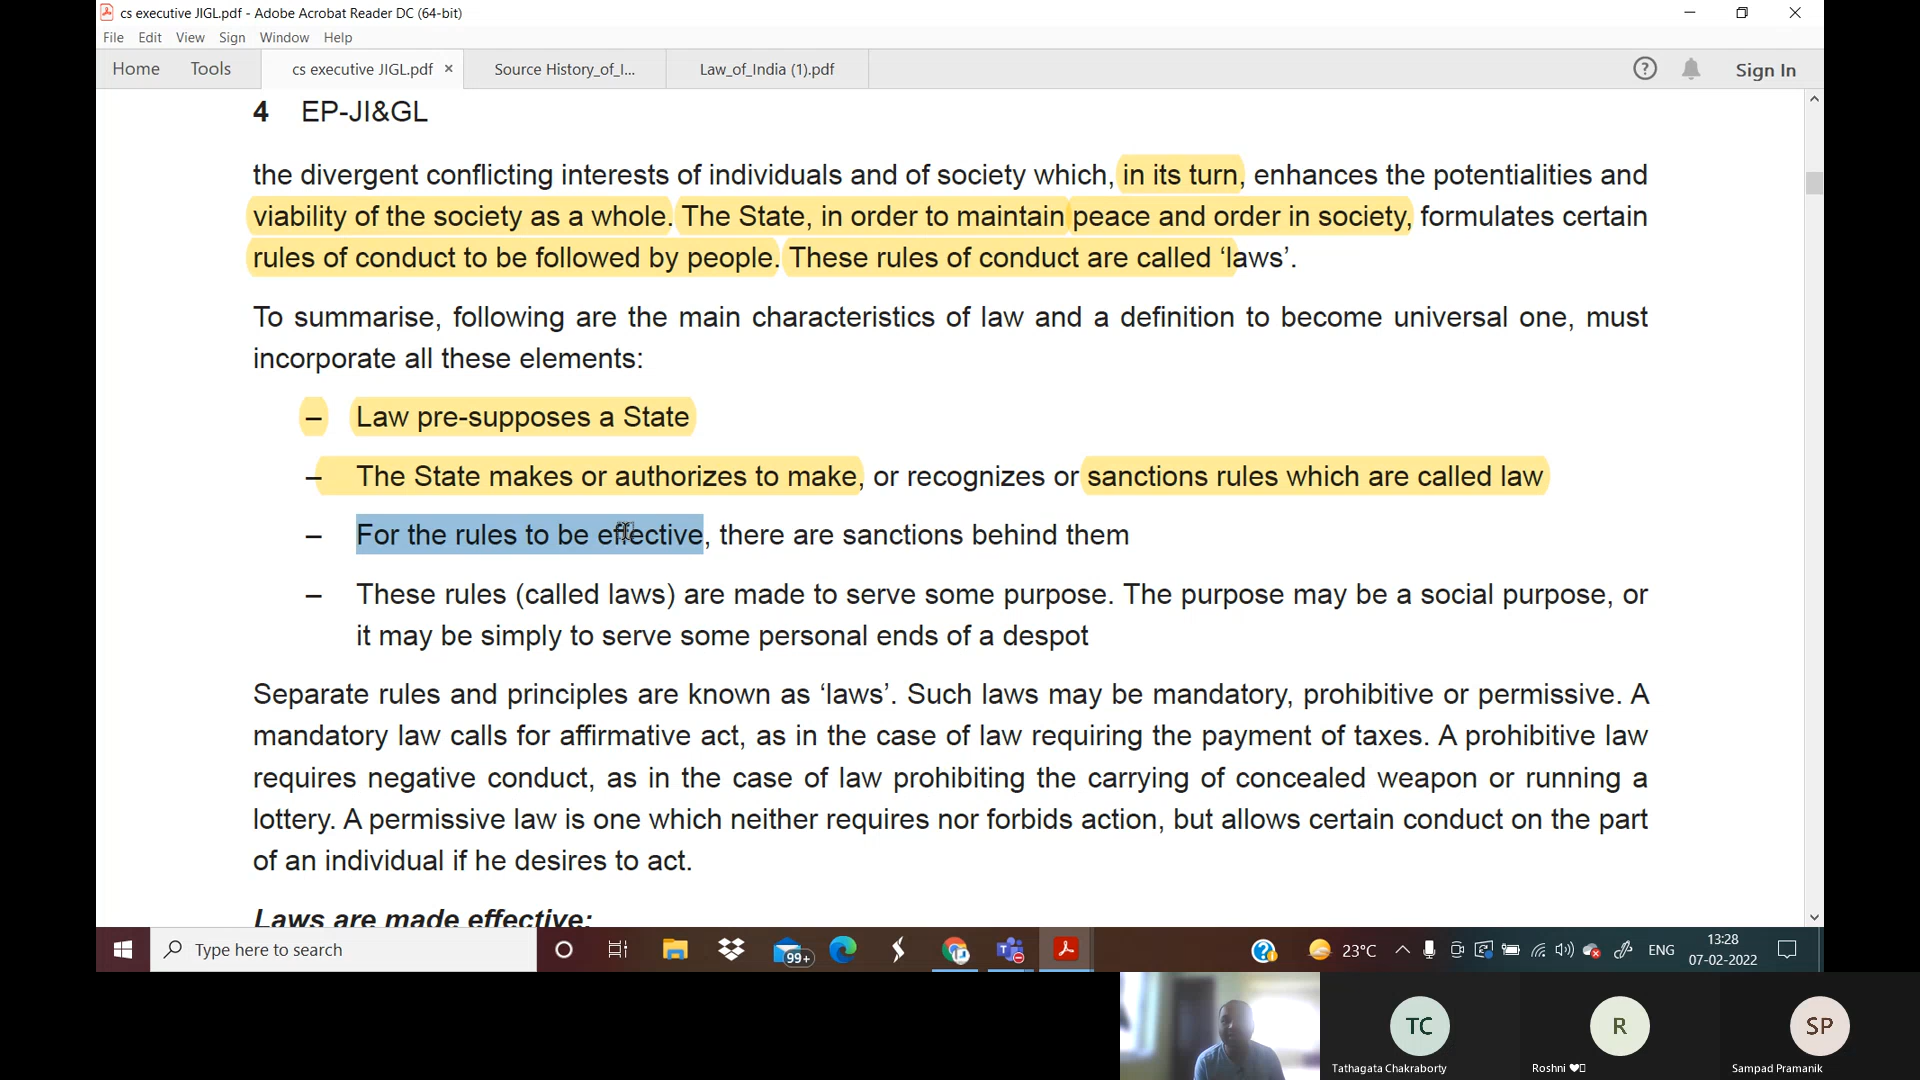 cs executive JIGL.pdf - Adobe Acrobat Reader DC (64-bit)
File Edit View Sign Window Help
Home Tools cs executive JIGL.pdf × Source History_of_I... Law_of_India (1).pdf Sign In
4 EP-JI&GL
the divergent conflicting interests of individuals and of society which, in its turn, enhances the potentialities and
viability of the society as a whole. The State, in order to maintain peace and order in society, formulates certain
rules of conduct to be followed by people. These rules of conduct are called ‘laws’.
To summarise, following are the main characteristics of law and a definition to become universal one, must
incorporate all these elements:
– Law pre-supposes a State
– The State makes or authorizes to make, or recognizes or sanctions rules which are called law
– For the rules to be effective, there are sanctions behind them
– These rules (called laws) are made to serve some purpose. The purpose may be a social purpose, or
it may be simply to serve some personal ends of a despot
Separate rules and principles are known as ‘laws’. Such laws may be mandatory, prohibitive or permissive. A
mandatory law calls for affirmative act, as in the case of law requiring the payment of taxes. A prohibitive law
requires negative conduct, as in the case of law prohibiting the carrying of concealed weapon or running a
lottery. A permissive law is one which neither requires nor forbids action, but allows certain conduct on the part
of an individual if he desires to act.
Laws are made effective:
Type here to search 99+ 23°C ENG 13:28
07-02-2022
TC R SP
Tathagata Chakraborty Roshni ❤ Sampad Pramanik